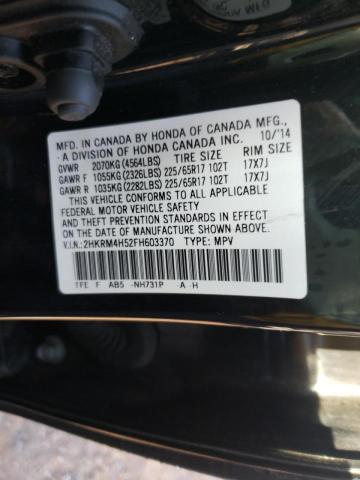 MFD. IN CANADA BY HONDA OF CANADA MFG.,
- A DIVISION OF HONDA CANADA INC. 10/'14
GVWR 2070KG (4564LBS) TIRE SIZE RIM SIZE
GAWR F 1055KG (2326LBS) 225/65R17 102T 17X7J
GAWR R 1035KG (2282LBS) 225/65R17 102T 17X7J
THIS VEHICLE CONFORMS TO ALL APPLICABLE
FEDERAL MOTOR VEHICLE SAFETY
AND THEFT PREVENTION STANDARDS IN EFFECT
ON THE DATE OF MANUFACTURE SHOWN ABOVE.
V.I.N.:2HKRM4H52FH603370 TYPE: MPV
TFE F AB5 -NH731P A -H